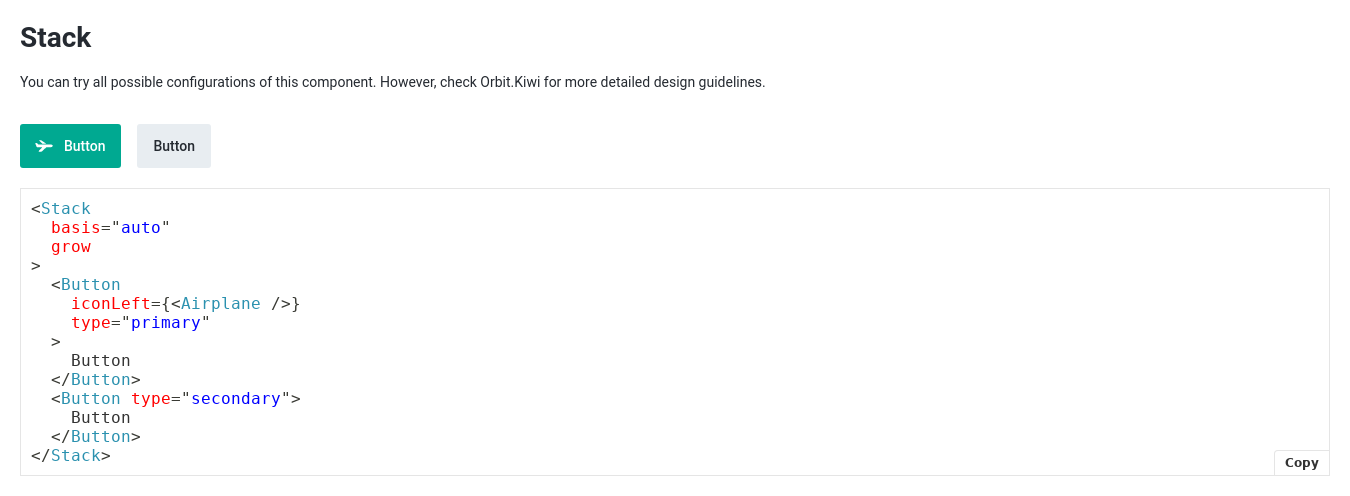 Stack
You can try all possible configurations of this component. However, check Orbit.Kiwi for more detailed design guidelines.
Button Button
<Stack
  basis="auto"
  grow
>
  <Button
    iconLeft={<Airplane />}
    type="primary"
  >
    Button
  </Button>
  <Button type="secondary">
    Button
  </Button>
</Stack>
Copy